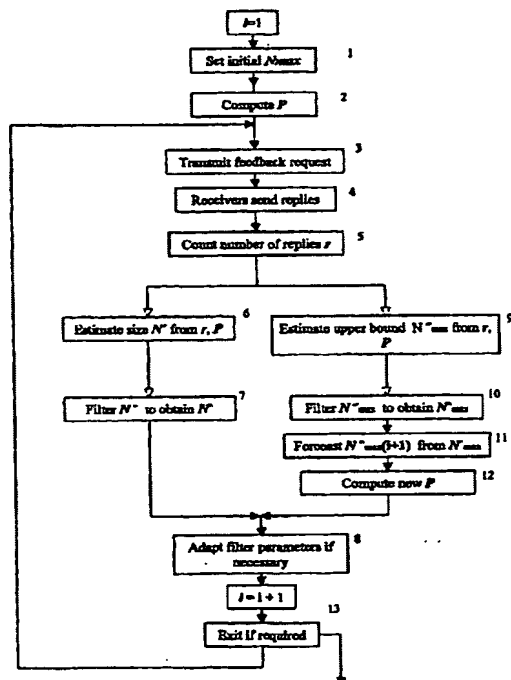 i=1
Set initial Nmax
1
Compute P
2
Transmit feedback request
3
Receivers send replies
4
Count number of replies r
5
Estimate size N" from r, P
6
Estimate upper bound N"max from r,
P
9
Filter N" to obtain N'
7
Filter N"max to obtain N'max
10
Forecast N"max(i+1) from N'max
11
Compute new P
12
Adapt filter parameters if
necessary
8
i = i + 1
Exit if required
13